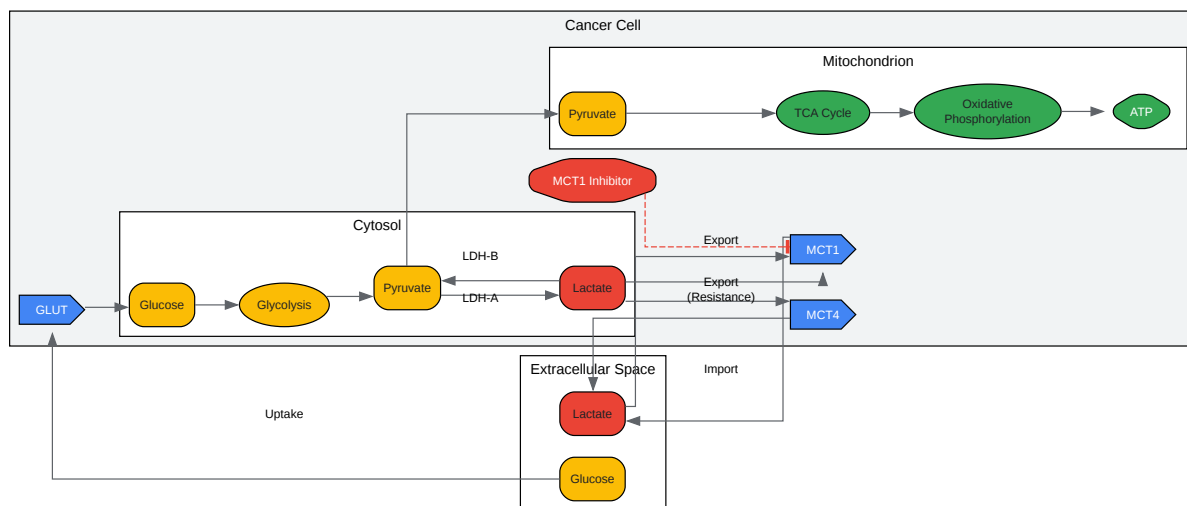 Cancer Cell
Mitochondrion
Pyruvate
TCA Cycle
Oxidative
Phosphorylation
ATP
MCT1 Inhibitor
Cytosol
LDH-B
Export
MCT1
Pyruvate
Lactate
Export
(Resistance)
LDH-A
Glucose
Glycolysis
GLUT
MCT4
Extracellular Space
Import
Lactate
Uptake
Glucose